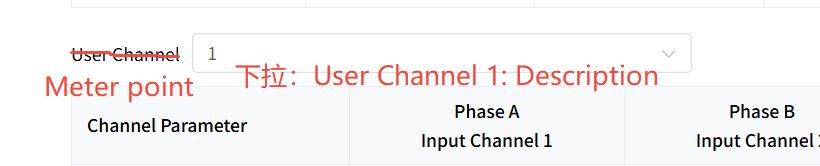 User Channel
1
Meter point
下拉：User Channel 1: Description
Channel Parameter
Phase A
Input Channel 1
Phase B
Input Channel